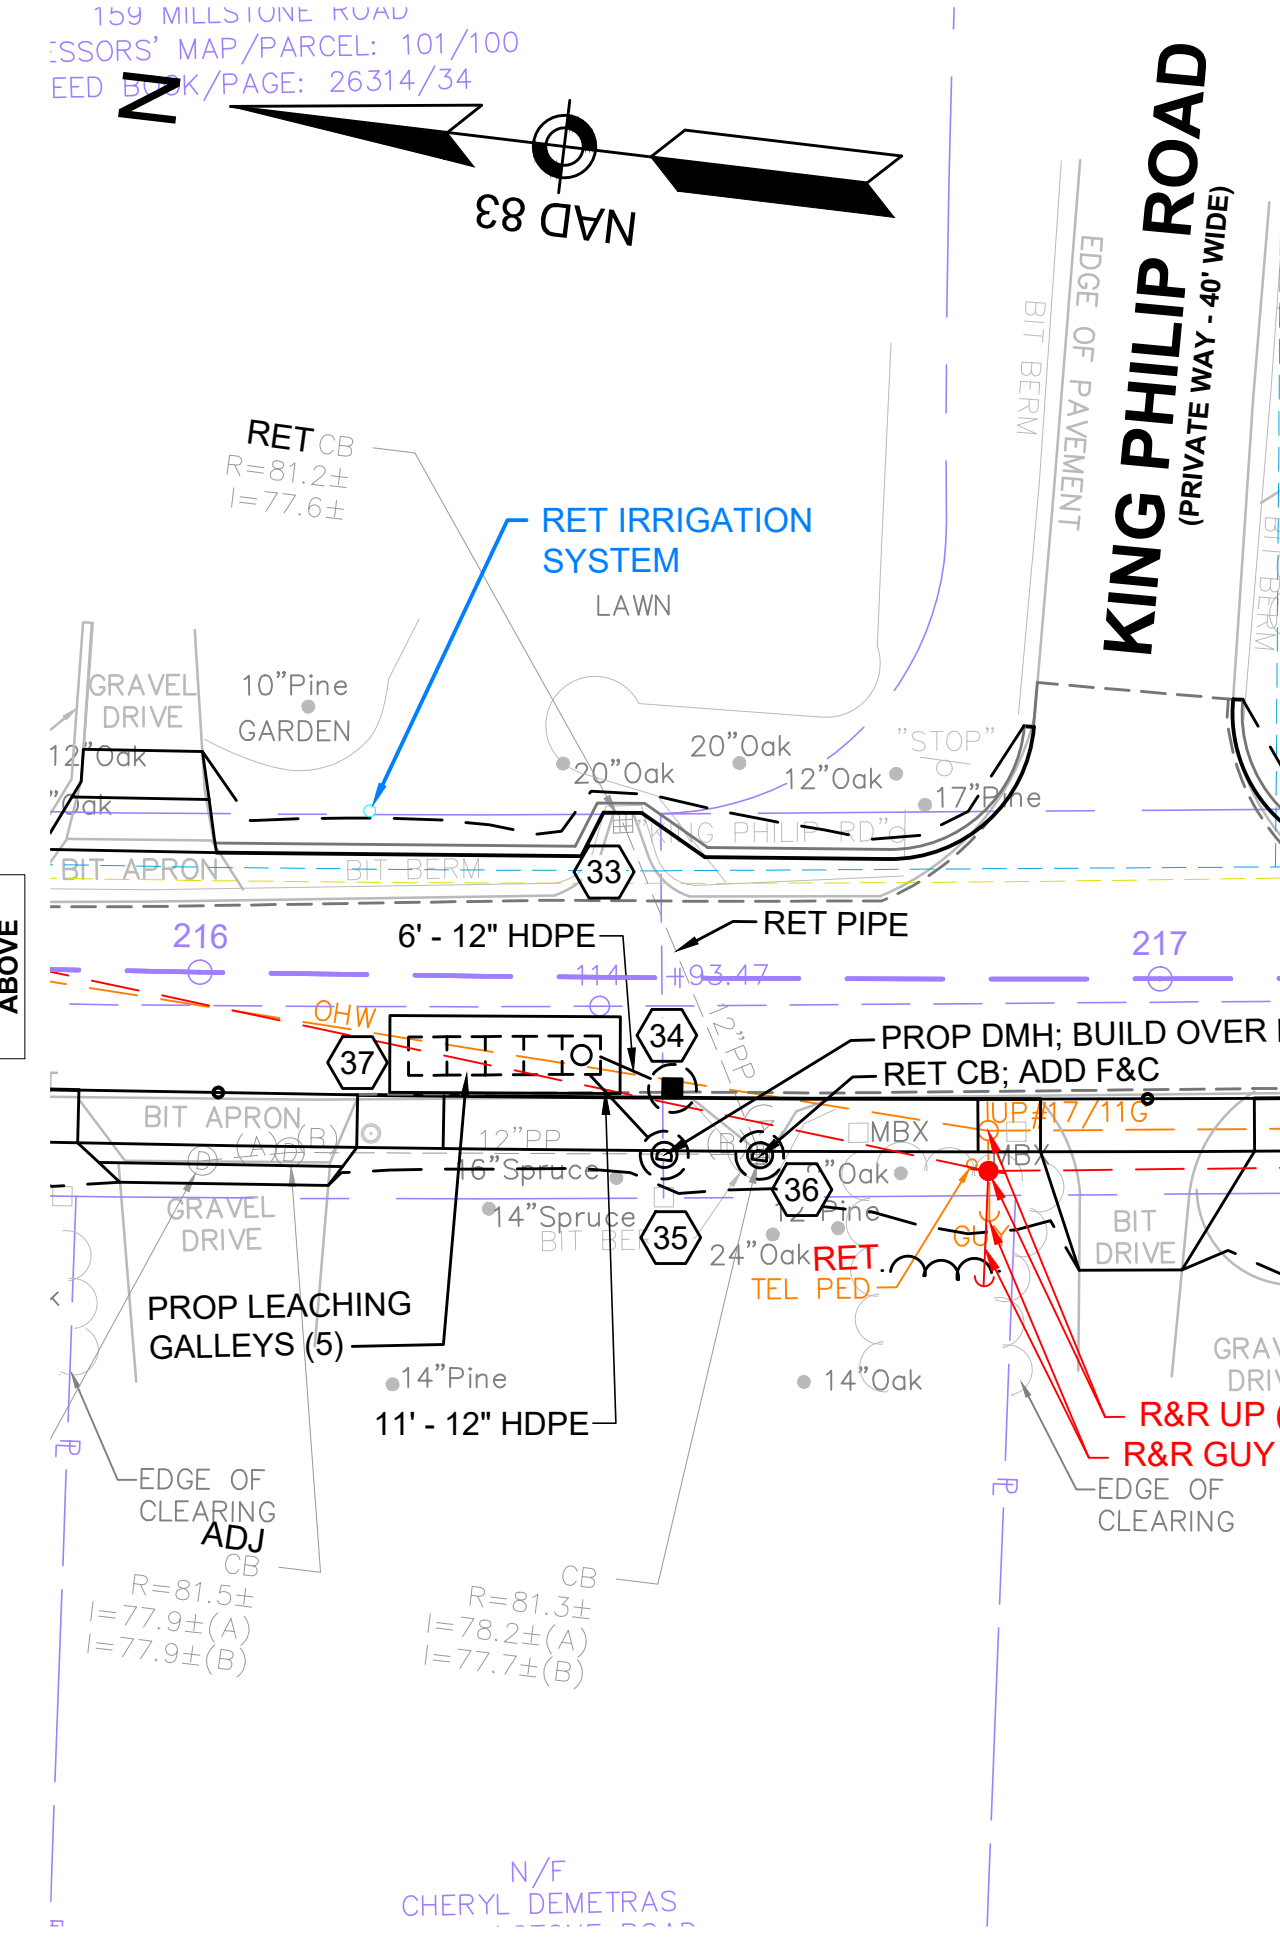 159 MILLSTONE ROAD
ESSORS' MAP/PARCEL: 101/100
EED BOOK/PAGE: 26314/34
N
NAD 83
KING PHILIP ROAD
(PRIVATE WAY - 40' WIDE)
EDGE OF PAVEMENT
BIT BERM
BIT BERM
RET CB
R=81.2±
I=77.6±
RET IRRIGATION
SYSTEM
LAWN
GRAVEL
DRIVE
10"Pine
GARDEN
12"Oak
"Oak
20"Oak
20"Oak
12"Oak
"STOP"
17"Pine
"KING PHILIP RD"
BIT APRON
BIT BERM
33
ABOVE
216
6' - 12" HDPE
RET PIPE
217
114
+93.47
OHW
12"PP
37
34
PROP DMH; BUILD OVER
RET CB; ADD F&C
BIT APRON
(A)
(B)
D
D
12"PP
16"Spruce
14"Spruce
BIT BER
MBX
UP#17/11G
MBX
"Oak
12"Pine
36
35
24"Oak
RET
TEL PED
GUY
BIT
DRIVE
GRAVEL
DRIVE
PROP LEACHING
GALLEYS (5)
14"Pine
14"Oak
11' - 12" HDPE
GRAV
DRIV
R&R UP (
R&R GUY
PL
PL
EDGE OF
CLEARING
EDGE OF
CLEARING
ADJ
CB
R=81.5±
I=77.9±(A)
I=77.9±(B)
CB
R=81.3±
I=78.2±(A)
I=77.7±(B)
N/F
CHERYL DEMETRAS